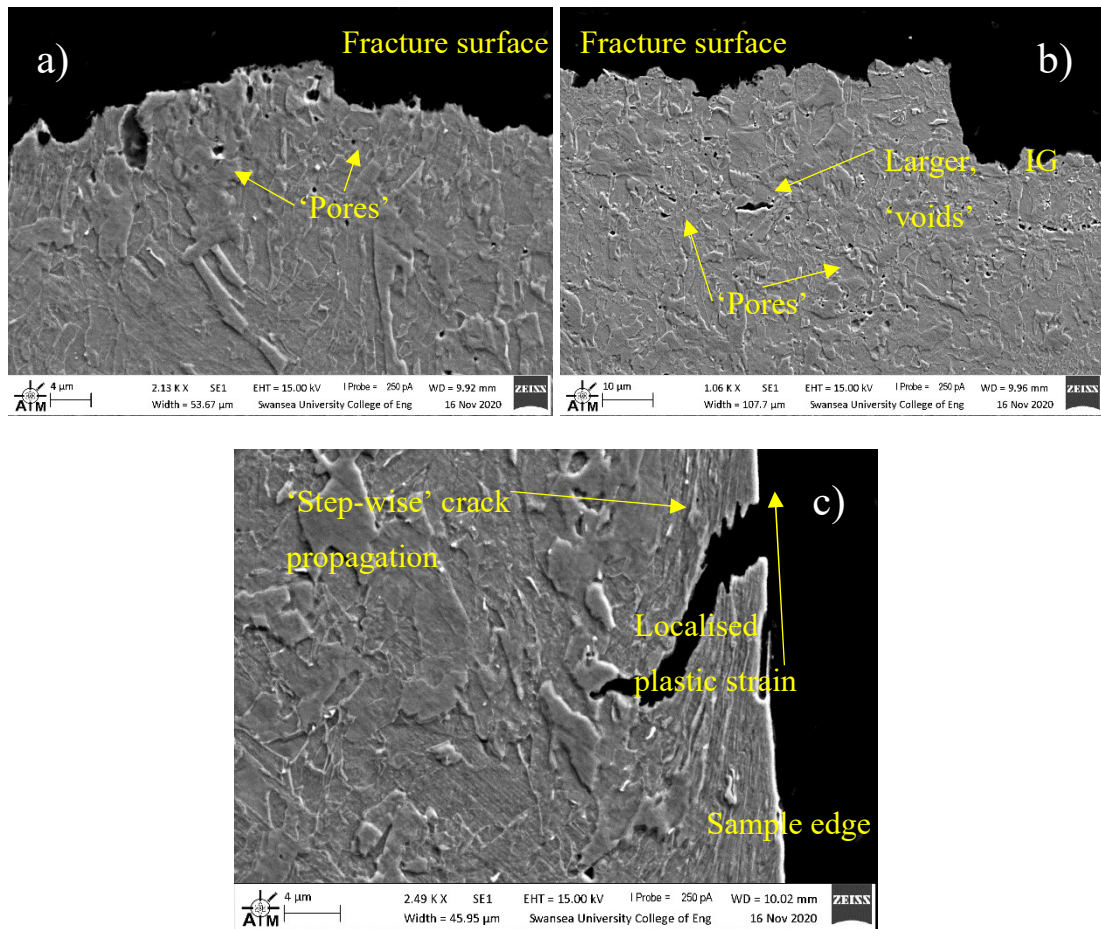 a)
Fracture surface
‘Pores’
4 µm
2.13 K X SE1 EHT = 15.00 kV I Probe = 250 pA WD = 9.92 mm ZEISS
AIM Width = 53.67 µm Swansea University College of Eng 16 Nov 2020
Fracture surface
b)
Larger, IG
‘voids’
‘Pores’
10 µm
1.06 K X SE1 EHT = 15.00 kV I Probe = 250 pA WD = 9.96 mm ZEISS
AIM Width = 107.7 µm Swansea University College of Eng 16 Nov 2020
‘Step-wise’ crack
propagation
c)
Localised
plastic strain
Sample edge
4 µm
2.49 K X SE1 EHT = 15.00 kV I Probe = 250 pA WD = 10.02 mm ZEISS
AIM Width = 45.95 µm Swansea University College of Eng 16 Nov 2020